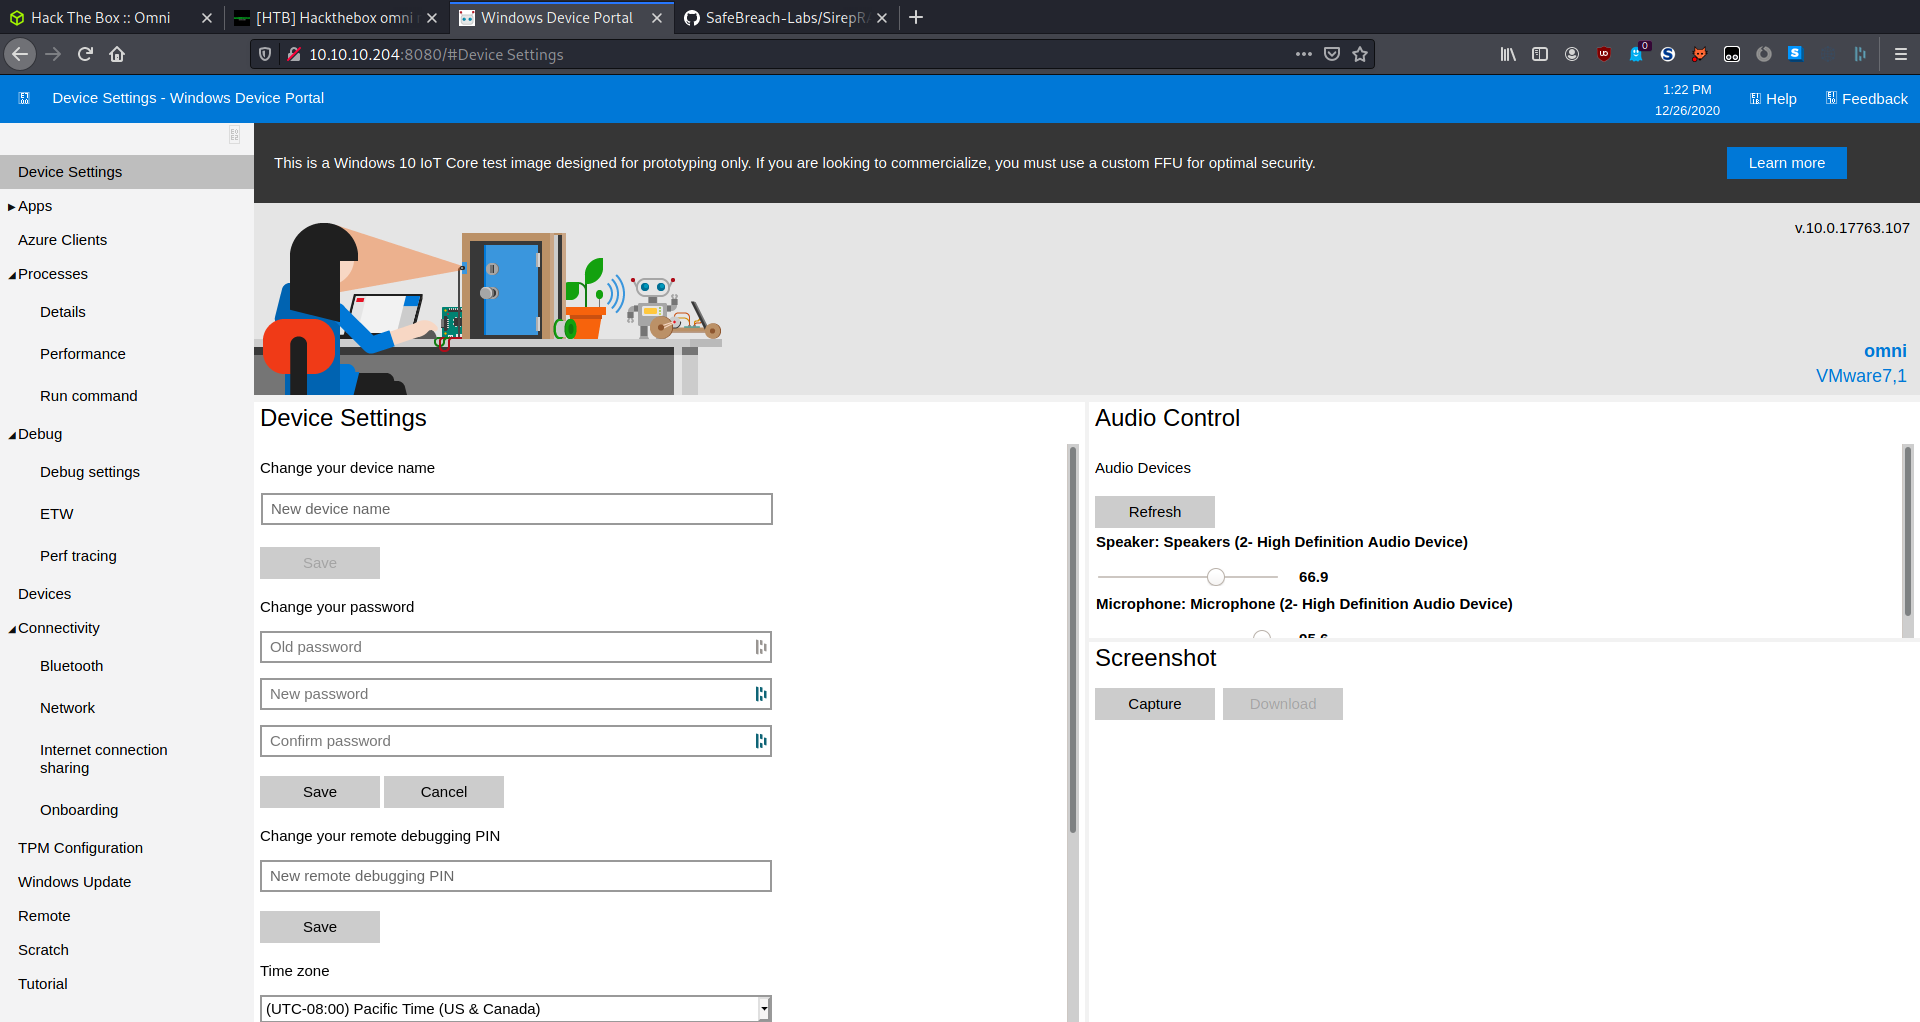 Hack The Box :: Omni
[HTB] Hackthebox omni
Windows Device Portal
SafeBreach-Labs/SirepRA
10.10.10.204:8080/#Device Settings
0
S
Device Settings - Windows Device Portal
1:22 PM
12/26/2020
Help
Feedback
Device Settings
Apps
Azure Clients
Processes
Details
Performance
Run command
Debug
Debug settings
ETW
Perf tracing
Devices
Connectivity
Bluetooth
Network
Internet connection
sharing
Onboarding
TPM Configuration
Windows Update
Remote
Scratch
Tutorial
This is a Windows 10 IoT Core test image designed for prototyping only. If you are looking to commercialize, you must use a custom FFU for optimal security.
Learn more
v.10.0.17763.107
omni
VMware7,1
Device Settings
Change your device name
New device name
Save
Change your password
Old password
New password
Confirm password
Save
Cancel
Change your remote debugging PIN
New remote debugging PIN
Save
Time zone
(UTC-08:00) Pacific Time (US & Canada)
Audio Control
Audio Devices
Refresh
Speaker: Speakers (2- High Definition Audio Device)
66.9
Microphone: Microphone (2- High Definition Audio Device)
95.6
Screenshot
Capture
Download